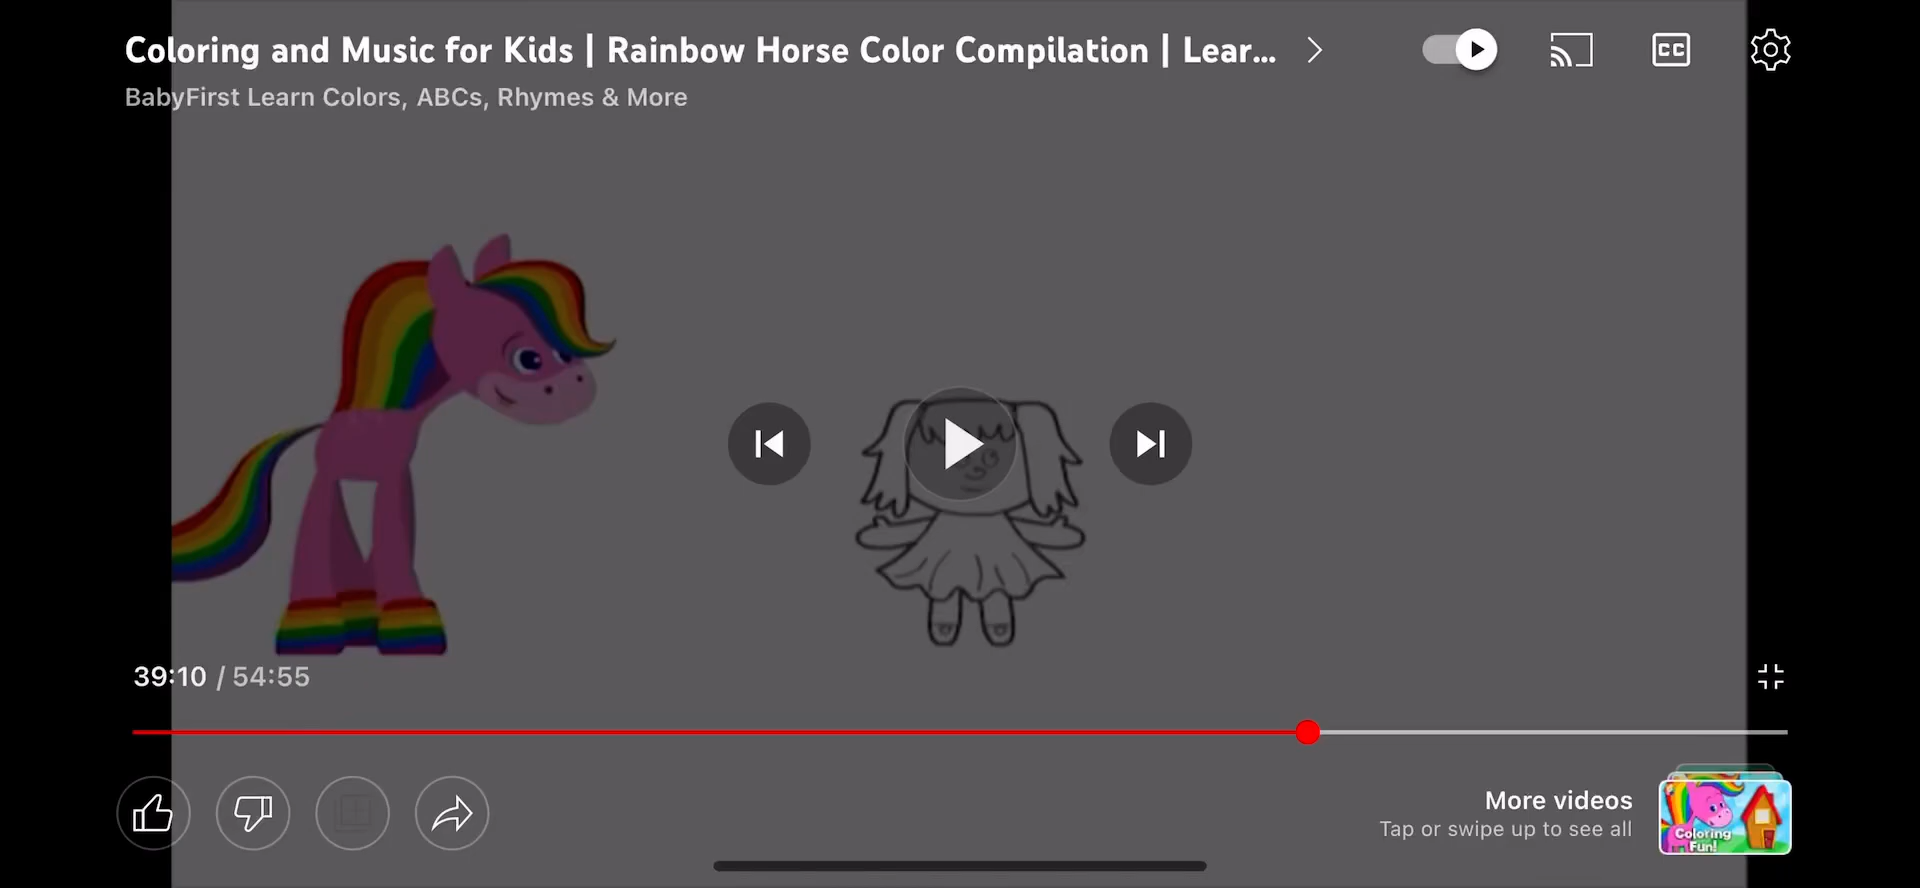 Coloring and Music for Kids | Rainbow Horse Color Compilation | Lear...
CC
BabyFirst Learn Colors, ABCs, Rhymes & More
39:10 / 54:55
More videos
Tap or swipe up to see all
Coloring
Fun!